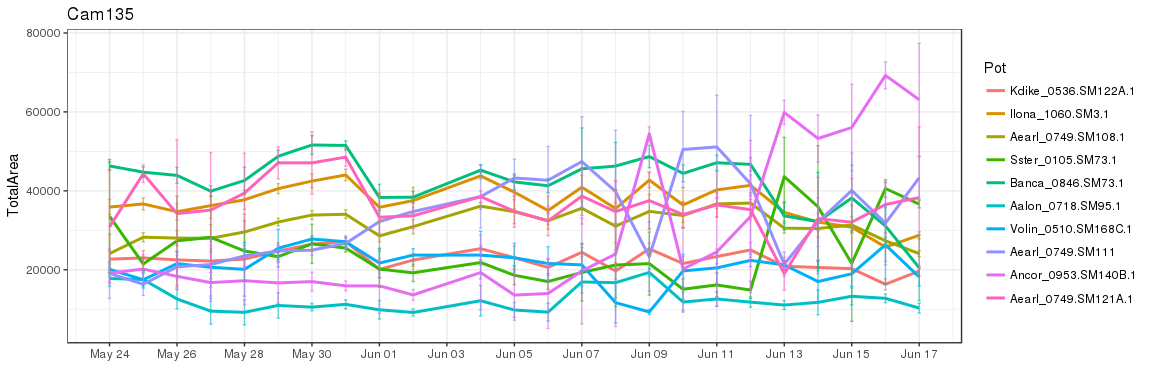 Cam135
TotalArea
80000
60000
40000
20000
May 24 May 26 May 28 May 30 Jun 01 Jun 03 Jun 05 Jun 07 Jun 09 Jun 11 Jun 13 Jun 15 Jun 17
Pot
Kdike_0536.SM122A.1
Ilona_1060.SM3.1
Aearl_0749.SM108.1
Sster_0105.SM73.1
Banca_0846.SM73.1
Aalon_0718.SM95.1
Volin_0510.SM168C.1
Aearl_0749.SM111
Ancor_0953.SM140B.1
Aearl_0749.SM121A.1